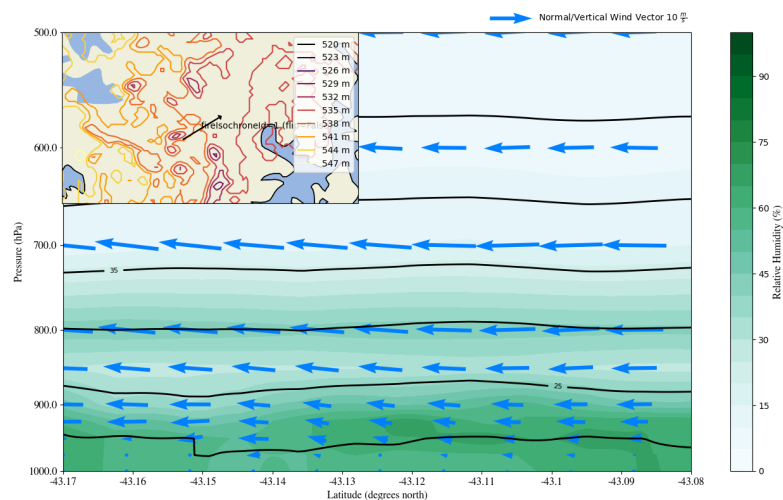 Normal/Vertical Wind Vector 10 m/s
500.0
600.0
700.0
800.0
900.0
1000.0
Pressure (hPa)
520 m
523 m
526 m
529 m
532 m
535 m
538 m
541 m
544 m
547 m
35
25
-43.17
-43.16
-43.15
-43.14
-43.13
-43.12
-43.11
-43.10
-43.09
-43.08
Latitude (degrees north)
90
75
60
45
30
15
0
Relative Humidity (%)